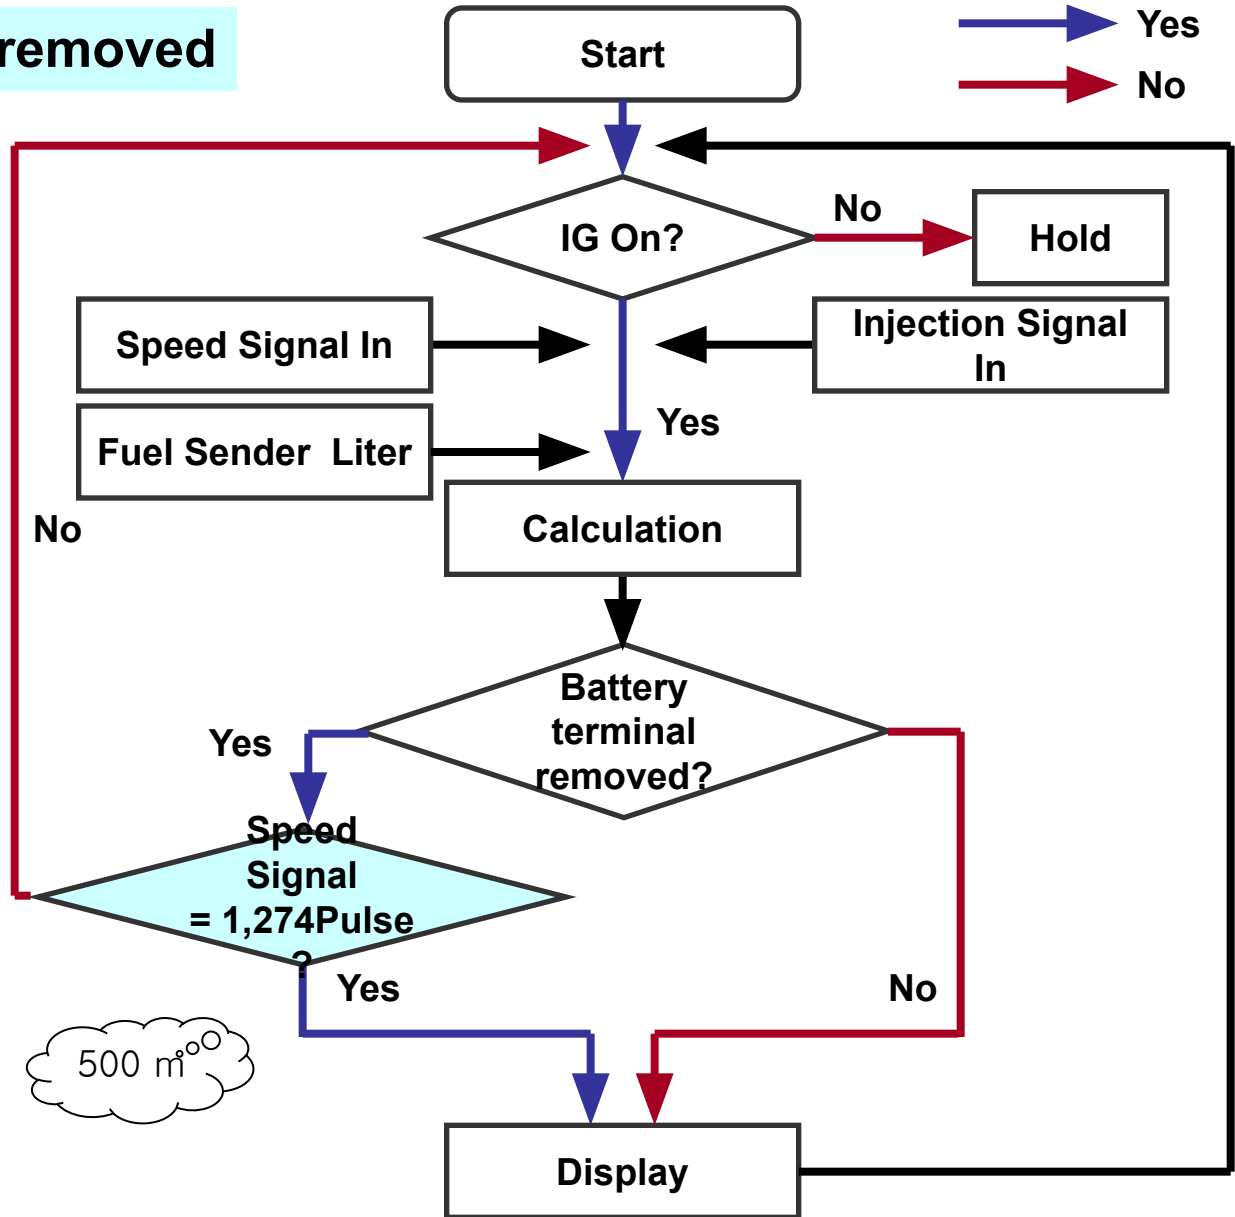 removed
Start
Yes
No
IG On?
No
Hold
Speed Signal In
Injection Signal
In
Yes
Fuel Sender Liter
No
Calculation
Battery
terminal
removed?
Yes
Speed
Signal
= 1,274Pulse
?
Yes
No
500 m
Display